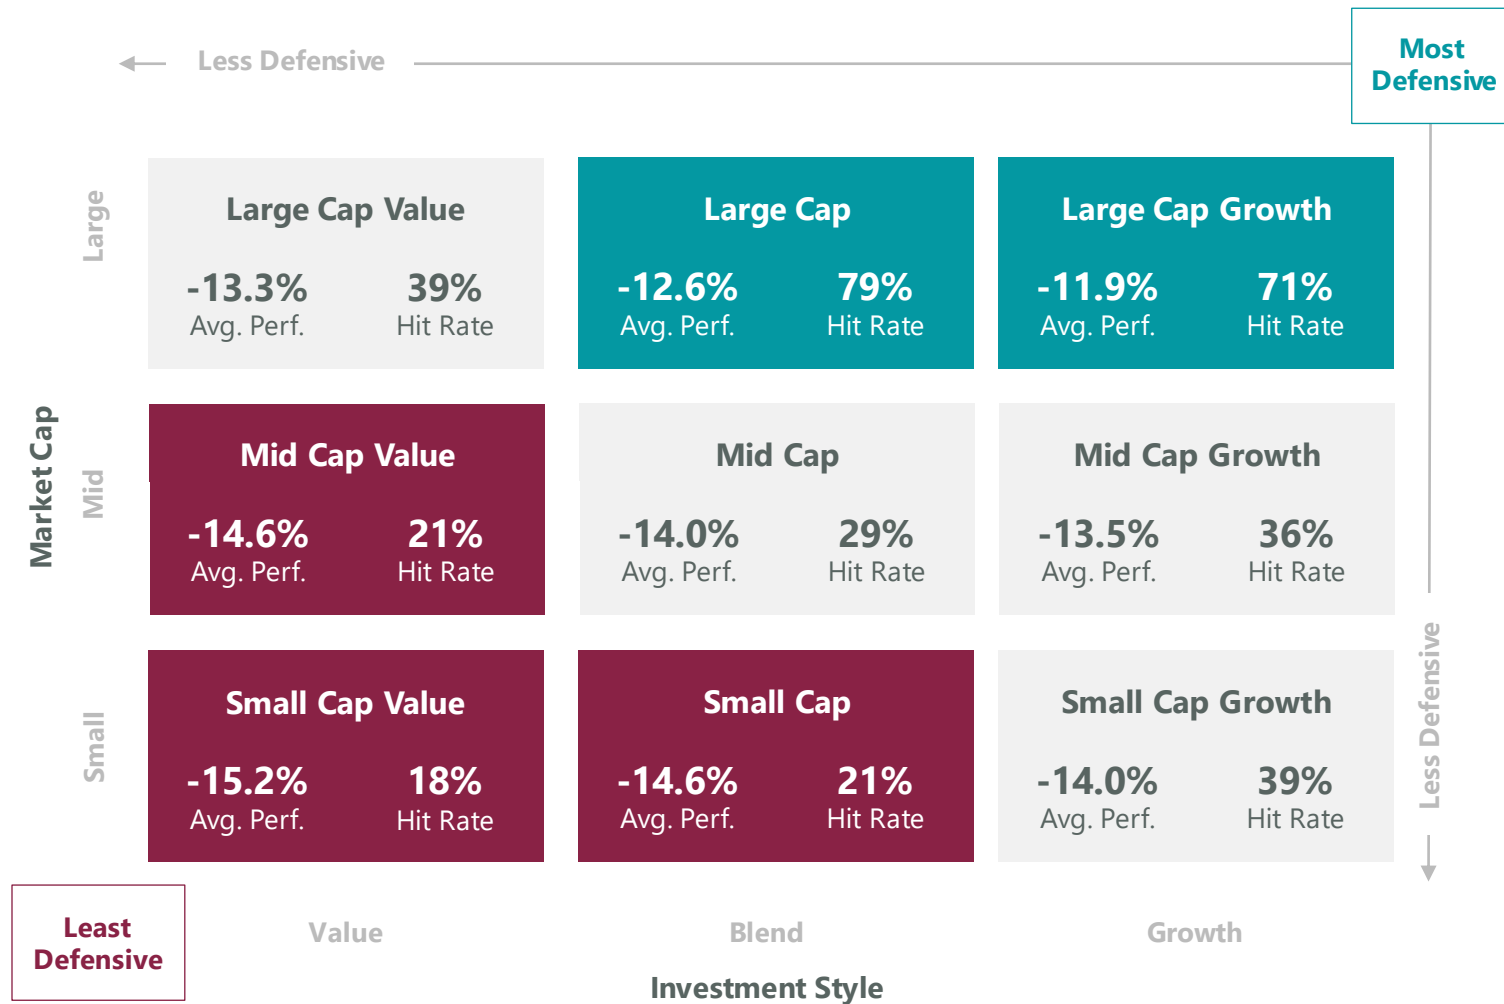 Less Defensive
Most
Defensive
Large
Large Cap Value
-13.3% 39%
Avg. Perf. Hit Rate
Large Cap
-12.6% 79%
Avg. Perf. Hit Rate
Large Cap Growth
-11.9% 71%
Avg. Perf. Hit Rate
Market Cap
Mid
Mid Cap Value
-14.6% 21%
Avg. Perf. Hit Rate
Mid Cap
-14.0% 29%
Avg. Perf. Hit Rate
Mid Cap Growth
-13.5% 36%
Avg. Perf. Hit Rate
Small
Small Cap Value
-15.2% 18%
Avg. Perf. Hit Rate
Small Cap
-14.6% 21%
Avg. Perf. Hit Rate
Small Cap Growth
-14.0% 39%
Avg. Perf. Hit Rate
Less Defensive
Least
Defensive
Value
Blend
Growth
Investment Style